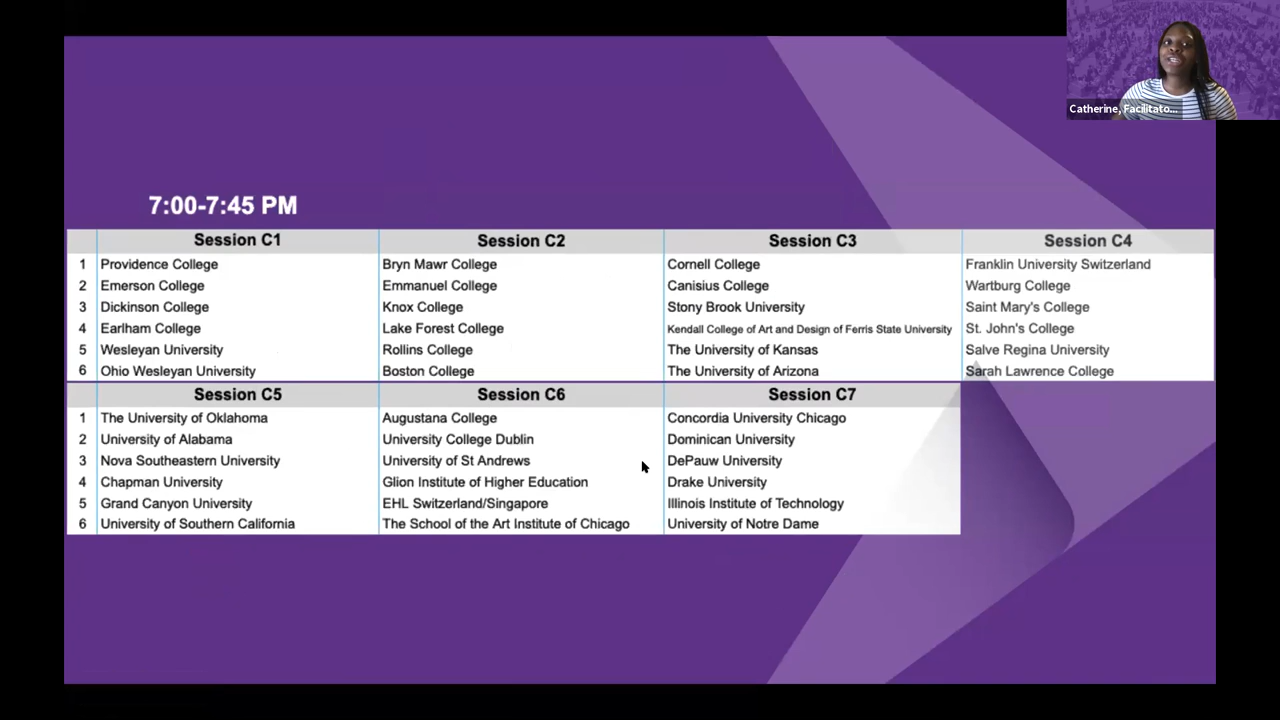 Catherine, Facilitato...
7:00-7:45 PM
Session C1 Session C2 Session C3 Session C4
1 Providence College Bryn Mawr College Cornell College Franklin University Switzerland
2 Emerson College Emmanuel College Canisius College Wartburg College
3 Dickinson College Knox College Stony Brook University Saint Mary's College
4 Earlham College Lake Forest College Kendall College of Art and Design of Ferris State University St. John's College
5 Wesleyan University Rollins College The University of Kansas Salve Regina University
6 Ohio Wesleyan University Boston College The University of Arizona Sarah Lawrence College
Session C5 Session C6 Session C7
1 The University of Oklahoma Augustana College Concordia University Chicago
2 University of Alabama University College Dublin Dominican University
3 Nova Southeastern University University of St Andrews DePauw University
4 Chapman University Glion Institute of Higher Education Drake University
5 Grand Canyon University EHL Switzerland/Singapore Illinois Institute of Technology
6 University of Southern California The School of the Art Institute of Chicago University of Notre Dame